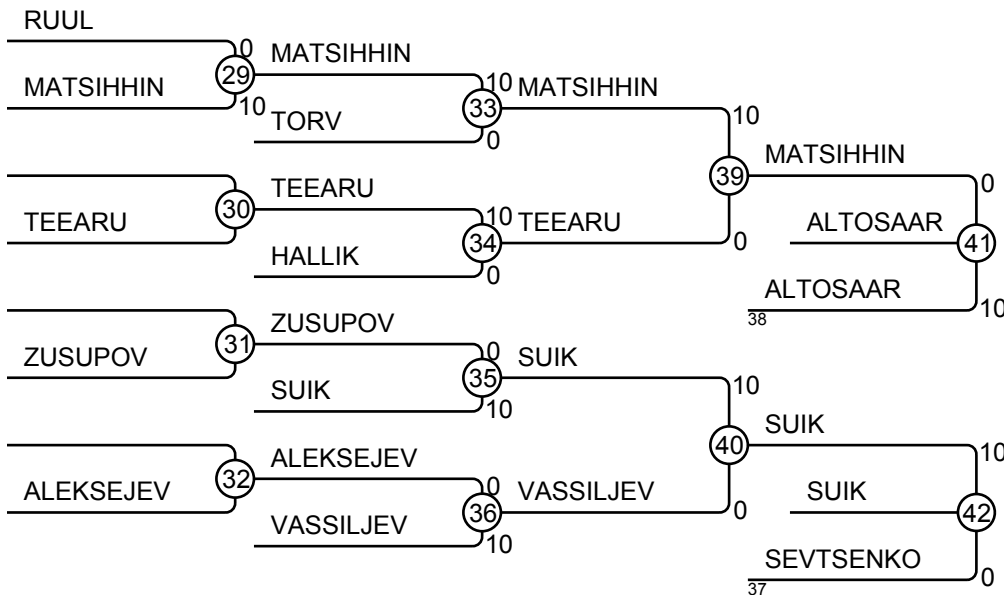 RUUL
0
MATSIHHIN
29
10
MATSIHHIN
10
MATSIHHIN
33
10
TORV
0
MATSIHHIN
39
0
TEEARU
30
TEEARU
10
TEEARU
34
0
HALLIK
0
ALTOSAAR
41
ALTOSAAR
38
10
ZUSUPOV
31
ZUSUPOV
0
SUIK
35
10
SUIK
10
SUIK
40
10
ALEKSEJEV
32
ALEKSEJEV
0
VASSILJEV
36
0
VASSILJEV
10
SUIK
42
SEVTSENKO
37
0